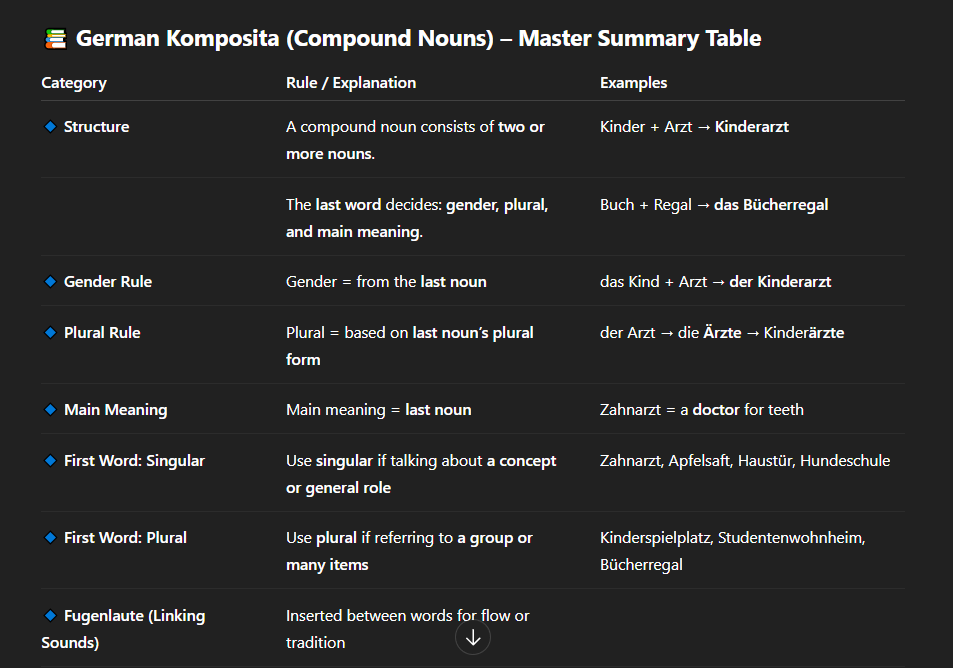 German Komposita (Compound Nouns) – Master Summary Table
Category Rule / Explanation Examples
Structure A compound noun consists of two or Kinder + Arzt → Kinderarzt
more nouns.
The last word decides: gender, plural, Buch + Regal → das Bücherregal
and main meaning.
Gender Rule Gender = from the last noun das Kind + Arzt → der Kinderarzt
Plural Rule Plural = based on last noun's plural der Arzt → die Ärzte → Kinderärzte
form
Main Meaning Main meaning = last noun Zahnarzt = a doctor for teeth
First Word: Singular Use singular if talking about a concept Zahnarzt, Apfelsaft, Haustür, Hundeschule
or general role
First Word: Plural Use plural if referring to a group or Kinderspielplatz, Studentenwohnheim,
many items Bücherregal
Fugenlaute (Linking Inserted between words for flow or
Sounds) tradition